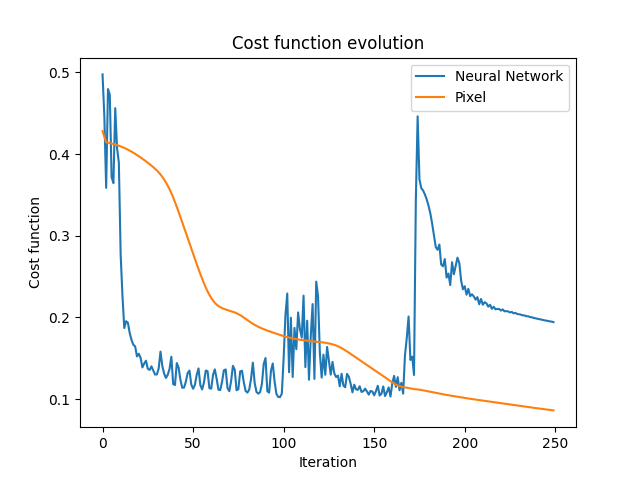 Cost function evolution
Neural Network
Pixel
0.5
0.4
0.3
0.2
0.1
Cost function
0 50 100 150 200 250
Iteration